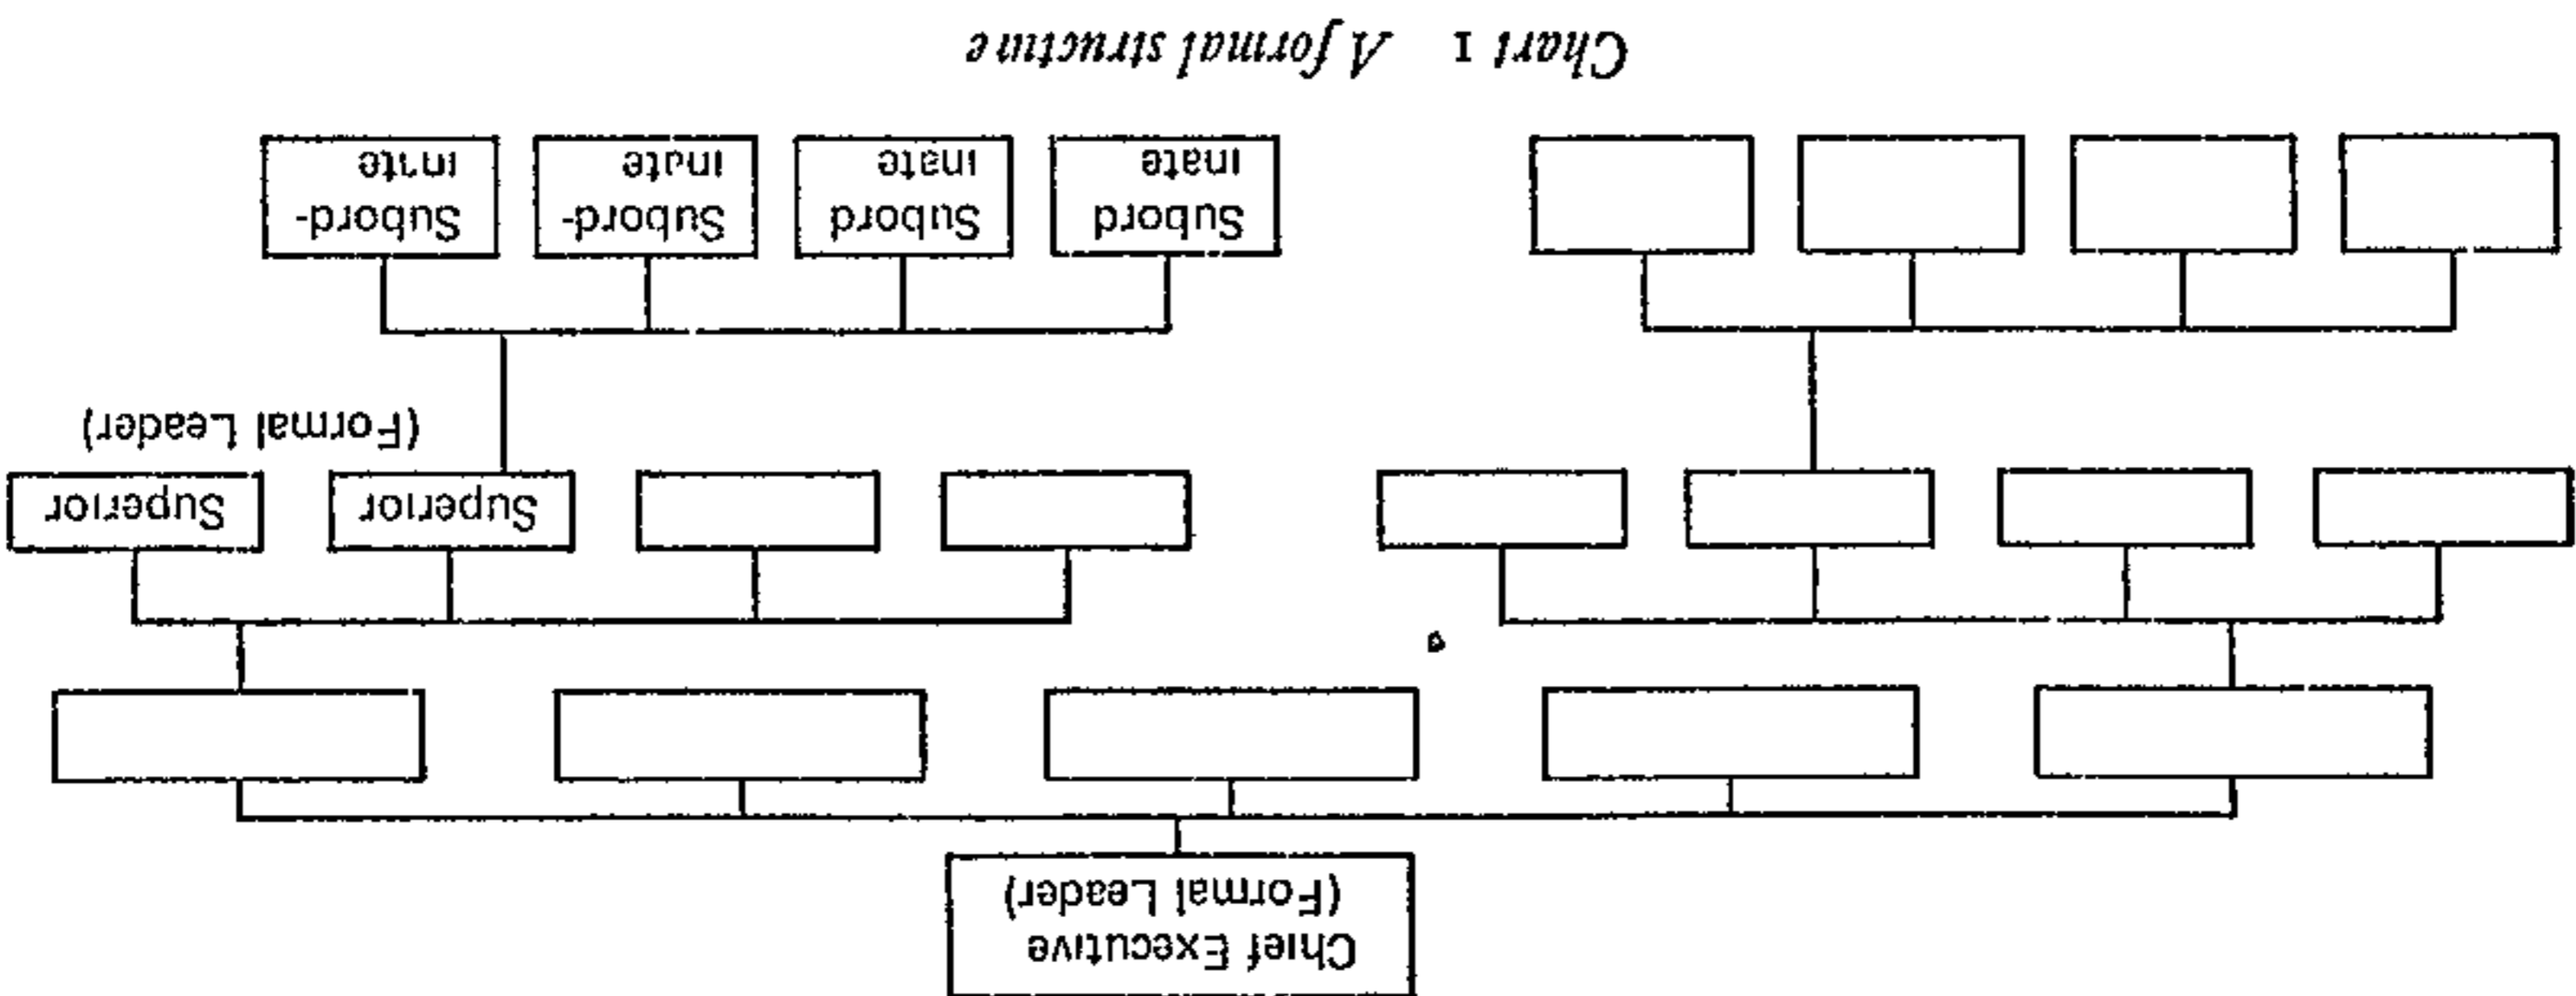 Chief Executive
(Formal Leader)
Superior
Superior
(Formal Leader)
Subord
inate
Subord
inate
Subord-
inate
Subord-
inate
Chart 1 A formal structure